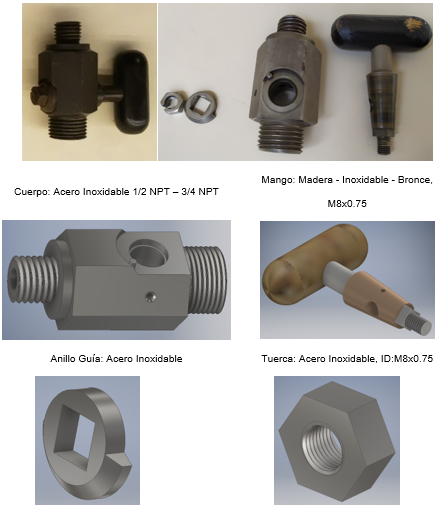 Cuerpo: Acero Inoxidable 1/2 NPT – 3/4 NPT
Mango: Madera - Inoxidable - Bronce,
M8x0.75
Anillo Guía: Acero Inoxidable
Tuerca: Acero Inoxidable, ID:M8x0.75